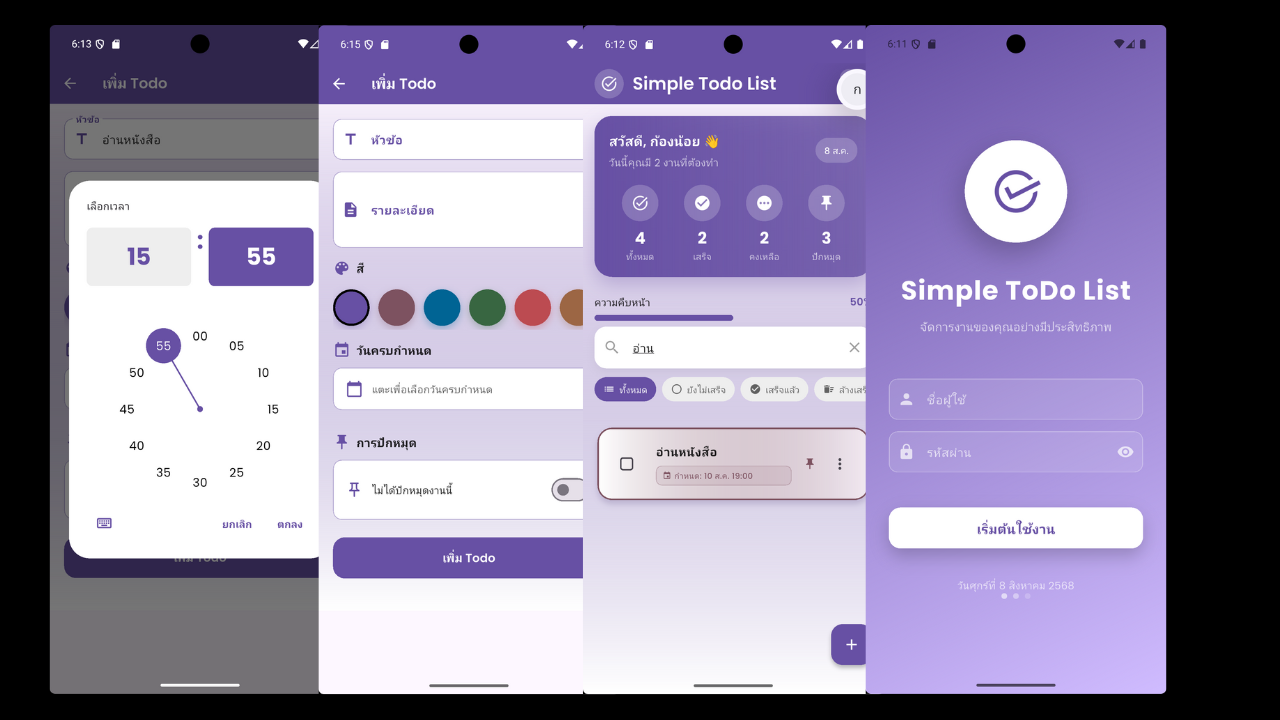 6:13
เพิ่ม Todo
หัวข้อ
อ่านหนังสือ
เลือกเวลา
15 : 55
00
05
10
15
20
25
30
35
40
45
50
55
ยกเลิก ตกลง
เพิ่ม Todo
6:15
เพิ่ม Todo
หัวข้อ
รายละเอียด
สี
วันครบกำหนด
แตะเพื่อเลือกวันครบกำหนด
การปักหมุด
ไม่ได้ปักหมุดงานนี้
เพิ่ม Todo
6:12
Simple Todo List
ก
สวัสดี, ก้องน้อย 👋
8 ส.ค.
วันนี้คุณมี 2 งานที่ต้องทำ
4 2 2 3
ทั้งหมด เสร็จ คงเหลือ ปักหมุด
ความคืบหน้า 50%
อ่าน
ทั้งหมด ยังไม่เสร็จ เสร็จแล้ว ล้างเสร็
อ่านหนังสือ
กำหนด: 10 ส.ค. 19:00
6:11
Simple ToDo List
จัดการงานของคุณอย่างมีประสิทธิภาพ
ชื่อผู้ใช้
รหัสผ่าน
เริ่มต้นใช้งาน
วันศุกร์ที่ 8 สิงหาคม 2568